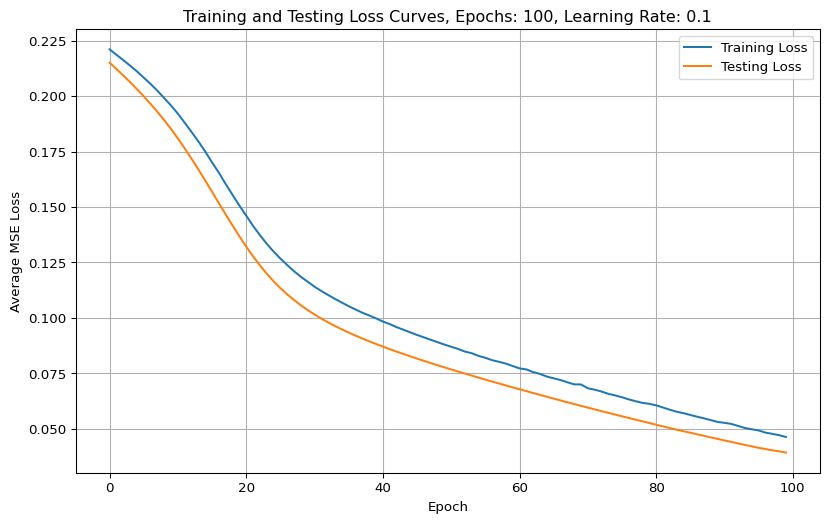 Training and Testing Loss Curves, Epochs: 100, Learning Rate: 0.1
Training Loss
Testing Loss
Average MSE Loss
0.225
0.200
0.175
0.150
0.125
0.100
0.075
0.050
0 20 40 60 80 100
Epoch